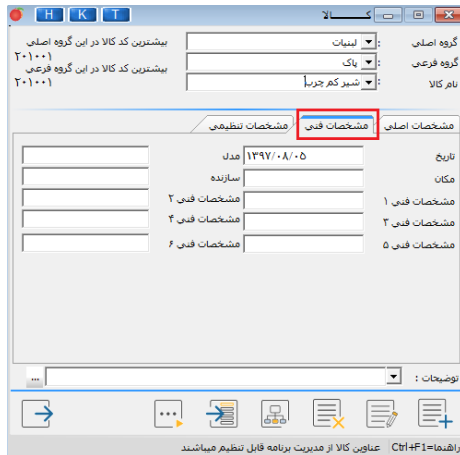 H K T کـــــالا
گروه اصلی : لبنیات بیشترین کد کالا در این گروه اصلی
۲۰۱۰۰۱
گروه فرعی : پاک بیشترین کد کالا در این گروه فرعی
۲۰۱۰۰۱
نام کالا : شیر کم چرب
مشخصات اصلی مشخصات فنی مشخصات تنظیمی
تاریخ ۱۳۹۷/۰۸/۰۵ مدل
مکان سازنده
مشخصات فنی ۱ مشخصات فنی ۲
مشخصات فنی ۳ مشخصات فنی ۴
مشخصات فنی ۵ مشخصات فنی ۶
توضیحات : ...
راهنما=Ctrl+F1 عناوین کالا از مدیریت برنامه قابل تنظیم میباشند